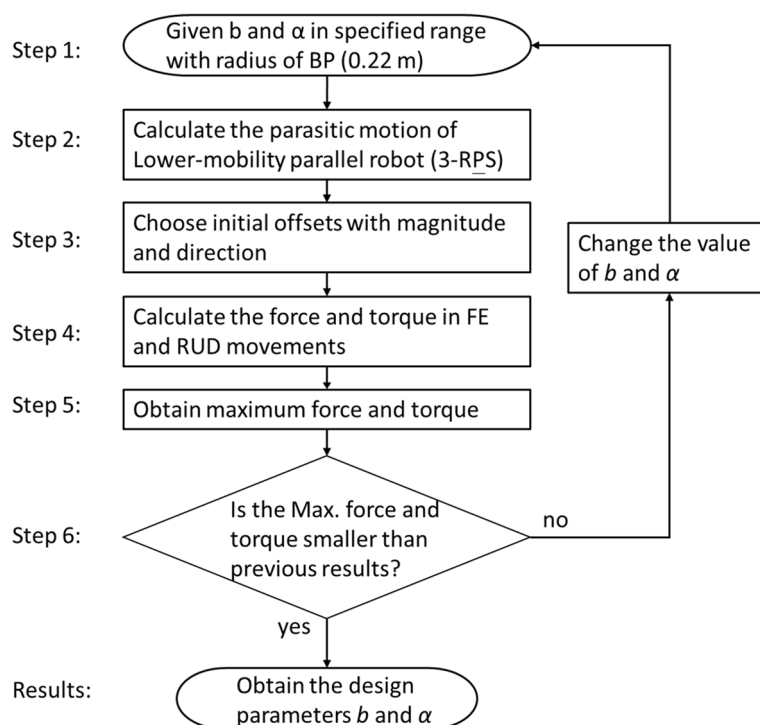 Step 1:
Given b and α in specified range
with radius of BP (0.22 m)
Step 2:
Calculate the parasitic motion of
Lower-mobility parallel robot (3-RPS)
Step 3:
Choose initial offsets with magnitude
and direction
Change the value
of b and α
Step 4:
Calculate the force and torque in FE
and RUD movements
Step 5:
Obtain maximum force and torque
Step 6:
Is the Max. force and
torque smaller than
previous results?
no
yes
Results:
Obtain the design
parameters b and α